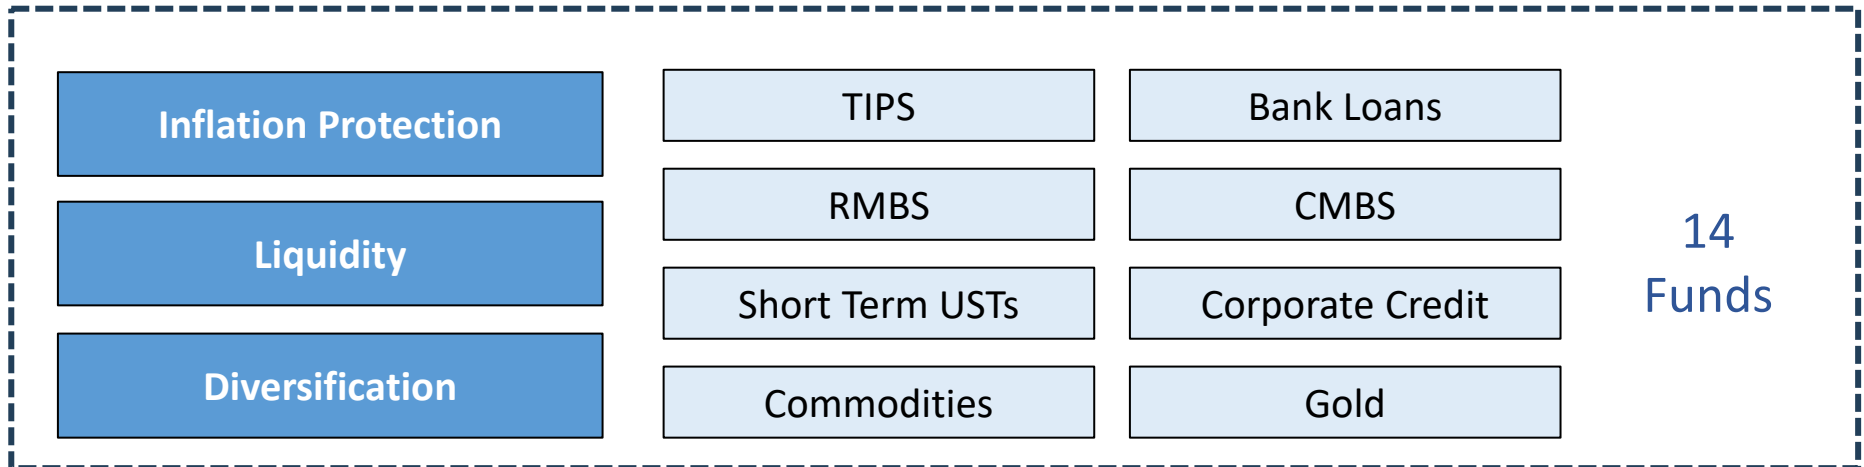 Inflation Protection
Liquidity
Diversification
TIPS
Bank Loans
RMBS
CMBS
Short Term USTs
Corporate Credit
Commodities
Gold
14
Funds